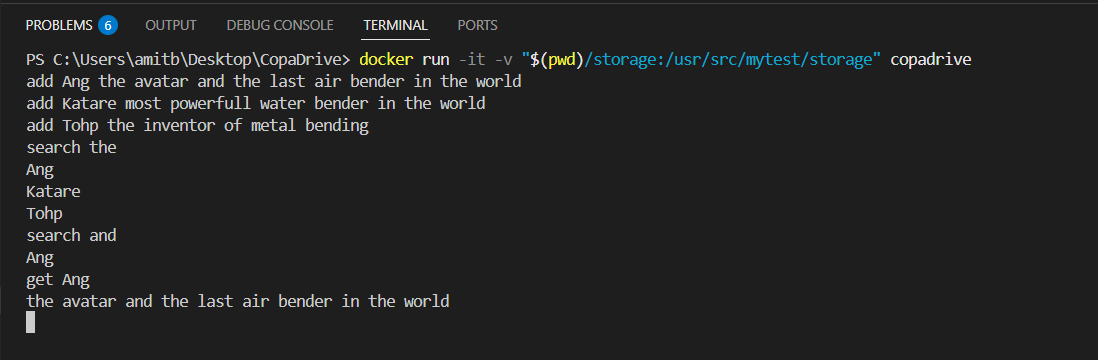 PROBLEMS 6 OUTPUT DEBUG CONSOLE TERMINAL PORTS
PS C:\Users\amitb\Desktop\CopaDrive> docker run -it -v "$(pwd)/storage:/usr/src/mytest/storage" copadrive
add Ang the avatar and the last air bender in the world
add Katare most powerfull water bender in the world
add Tohp the inventor of metal bending
search the
Ang
Katare
Tohp
search and
Ang
get Ang
the avatar and the last air bender in the world